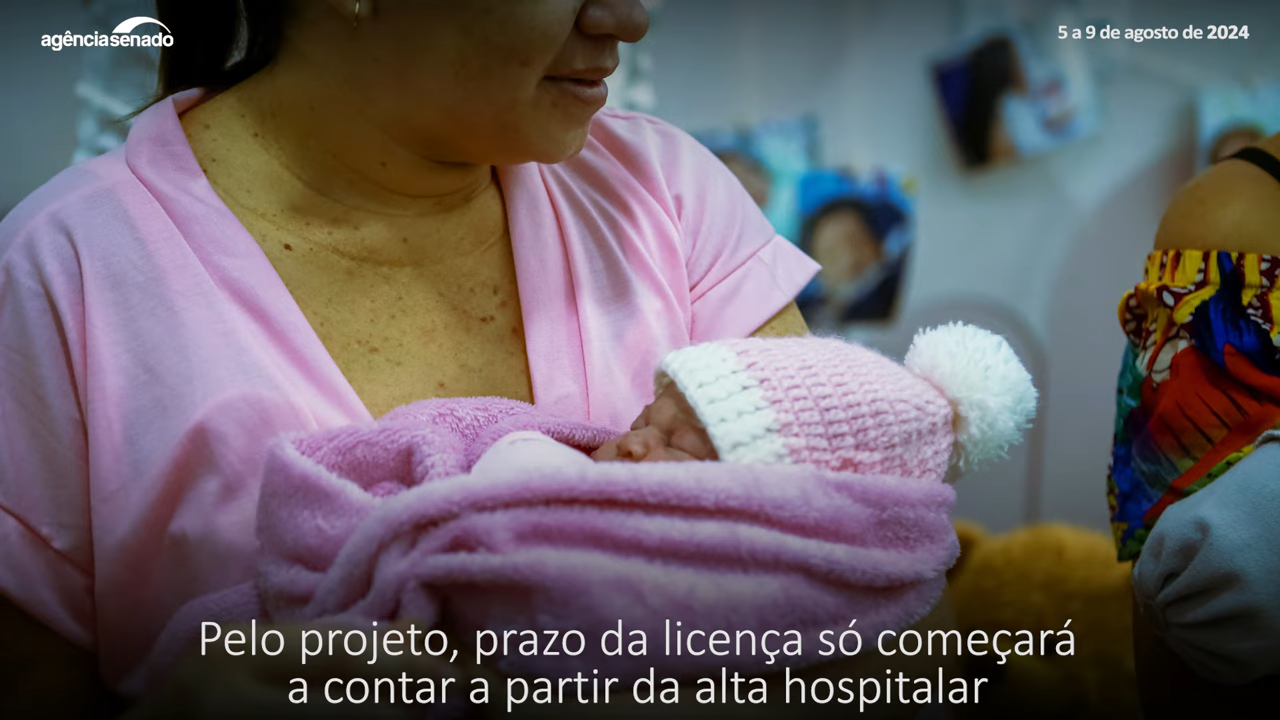 agênciasenado
5 a 9 de agosto de 2024
Pelo projeto, prazo da licença só começará
a contar a partir da alta hospitalar